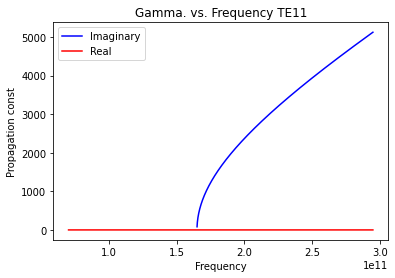 Gamma. vs. Frequency TE11
Imaginary
Real
Propagation const
5000
4000
3000
2000
1000
0
1.0 1.5 2.0 2.5 3.0
1e11
Frequency